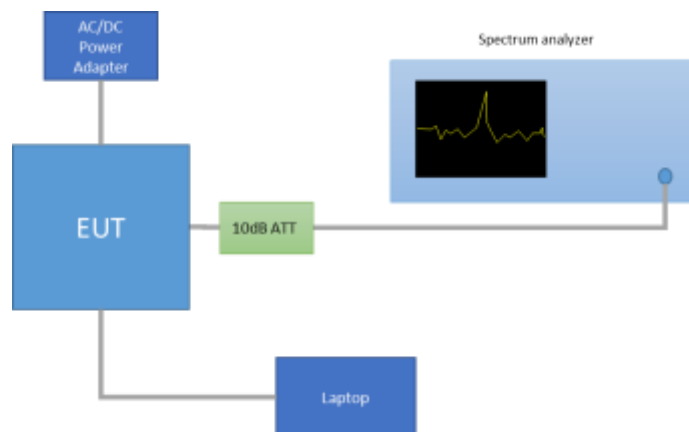 AC/DC
Power
Adapter
Spectrum analyzer
EUT
10dB ATT
Laptop